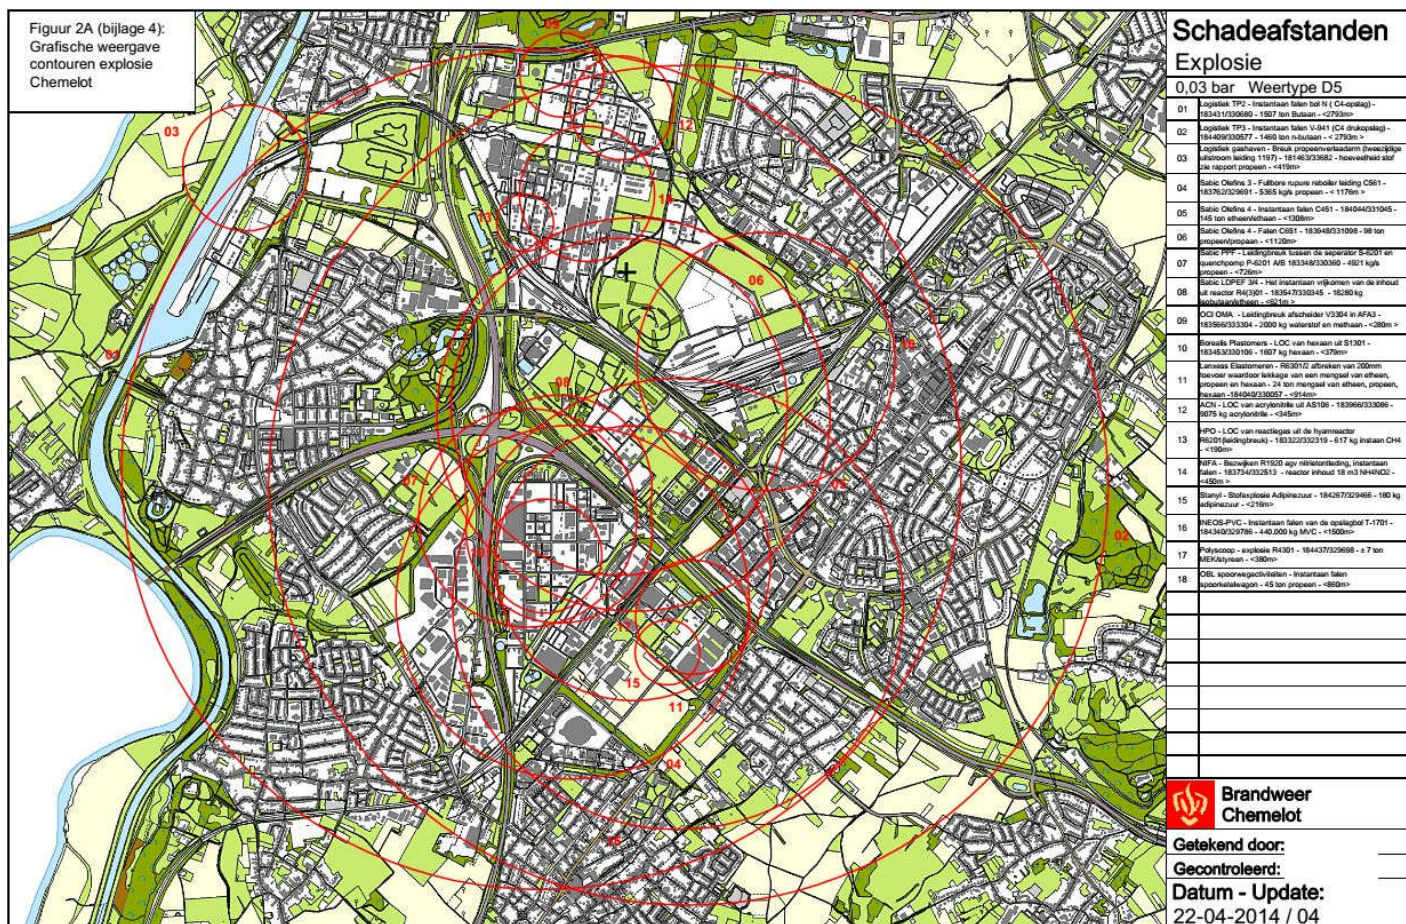 Figuur 2A (bijlage 4):
Grafische weergave
contouren explosie
Chemelot
Schadeafstanden
Explosie
0,03 bar Weertype D5
01 Logistiek TP2 - Instantaan falen bol N ( C4-opslag) -
183431/330680 - 1507 ton Butaan - <2793m>
02 Logistiek TP3 - Instantaan falen V-941 (C4 drukopslag) -
184409/330577 - 1460 ton n-butaan - < 2793m >
03 Logistiek gashaven - Breuk propeenverlaadarm (tweezijdige
uitstroom leiding 1197) - 181463/33682 - hoeveelheid stof
zie rapport propeen - <419m>
04 Sabic Olefins 3 - Fullbore rupure reboiler leiding C561 -
183762/329691 - 5365 kg/s propeen - < 1176m >
05 Sabic Olefins 4 - Instantaan falen C451 - 184044/331045 -
145 ton etheen/ethaan - <1308m>
06 Sabic Olefins 4 - Falen C651 - 183948/331098 - 98 ton
propeen/propaan - <1120m>
07 Sabic PPF - Leidingbreuk tussen de seperator S-6201 en
quenchpomp P-6201 A/B 183348/330360 - 4921 kg/s
propeen - <726m>
08 Sabic LDPEF 3/4 - Het instantaan vrijkomen van de inhoud
uit reactor R4(3)01 - 183547/330345 - 18280 kg
isobutaan/etheen - <621m >
09 OCI OMA - Leidingbreuk afscheider V3304 in AFA3 -
183566/333304 - 2000 kg waterstof en methaan - <280m >
10 Borealis Plastomers - LOC van hexaan uit S1301 -
183453/330106 - 1607 kg hexaan - <379m>
11 Lanxess Elastomeren - R6301/2 afbreken van 200mm
toevoer waardoor lekkage van een mengsel van etheen,
propeen en hexaan - 24 ton mengsel van etheen, propeen,
hexaan -184040/330057 - <914m>
12 ACN - LOC van acrylonitrile uit AS106 - 183966/333086 -
9075 kg acrylonitrile - <345m>
13 HPO - LOC van reactiegas uit de hyamreactor
R6201(leidingbreuk) - 183322/332319 - 617 kg instaan CH4
- <190m>
14 NIFA - Bezwijken R1920 agv nitrietontleding, instantaan
falen - 183734/332513 - reactor inhoud 18 m3 NH4NO2 -
<450m >
15 Stanyl - Stofexplosie Adipinezuur - 184267/329466 - 180 kg
adipinezuur - <216m>
16 INEOS-PVC - Instantaan falen van de opslagbol T-1701 -
184340/329786 - 440.000 kg MVC - <1500m>
17 Polyscoop - explosie R4301 - 184437/329698 - ± 7 ton
MEK/styreen - <380m>
18 OBL spoorwegactiviteiten - Instantaan falen
spoorketelwagon - 45 ton propeen - <860m>
Brandweer
Chemelot
Getekend door:
Gecontroleerd:
Datum - Update:
22-04-2014 / 04
09
03
12
14
13
06
01
18
08
07
05
02
10
15
11
04
16